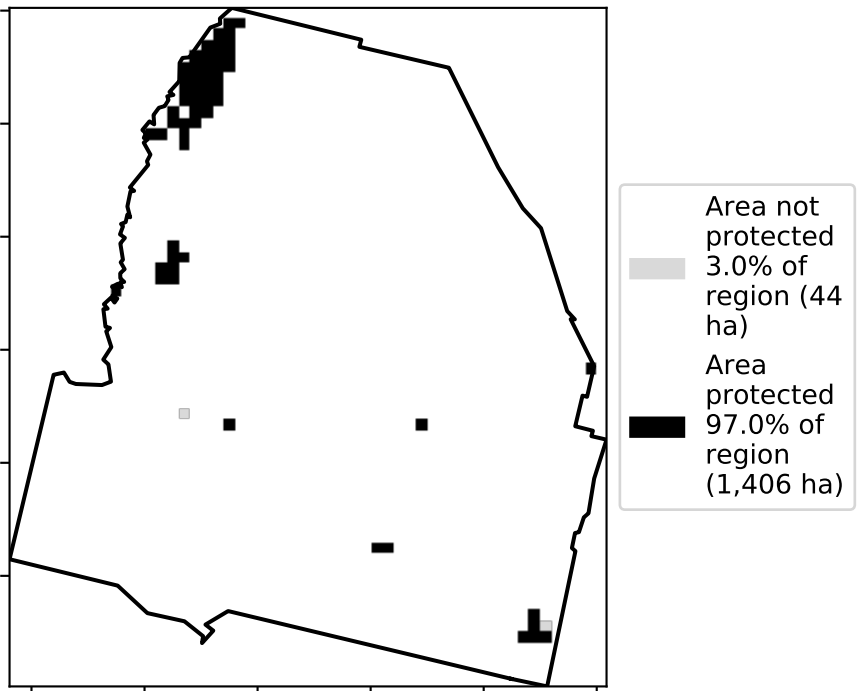 Area not
protected
3.0% of
region (44
ha)
Area
protected
97.0% of
region
(1,406 ha)